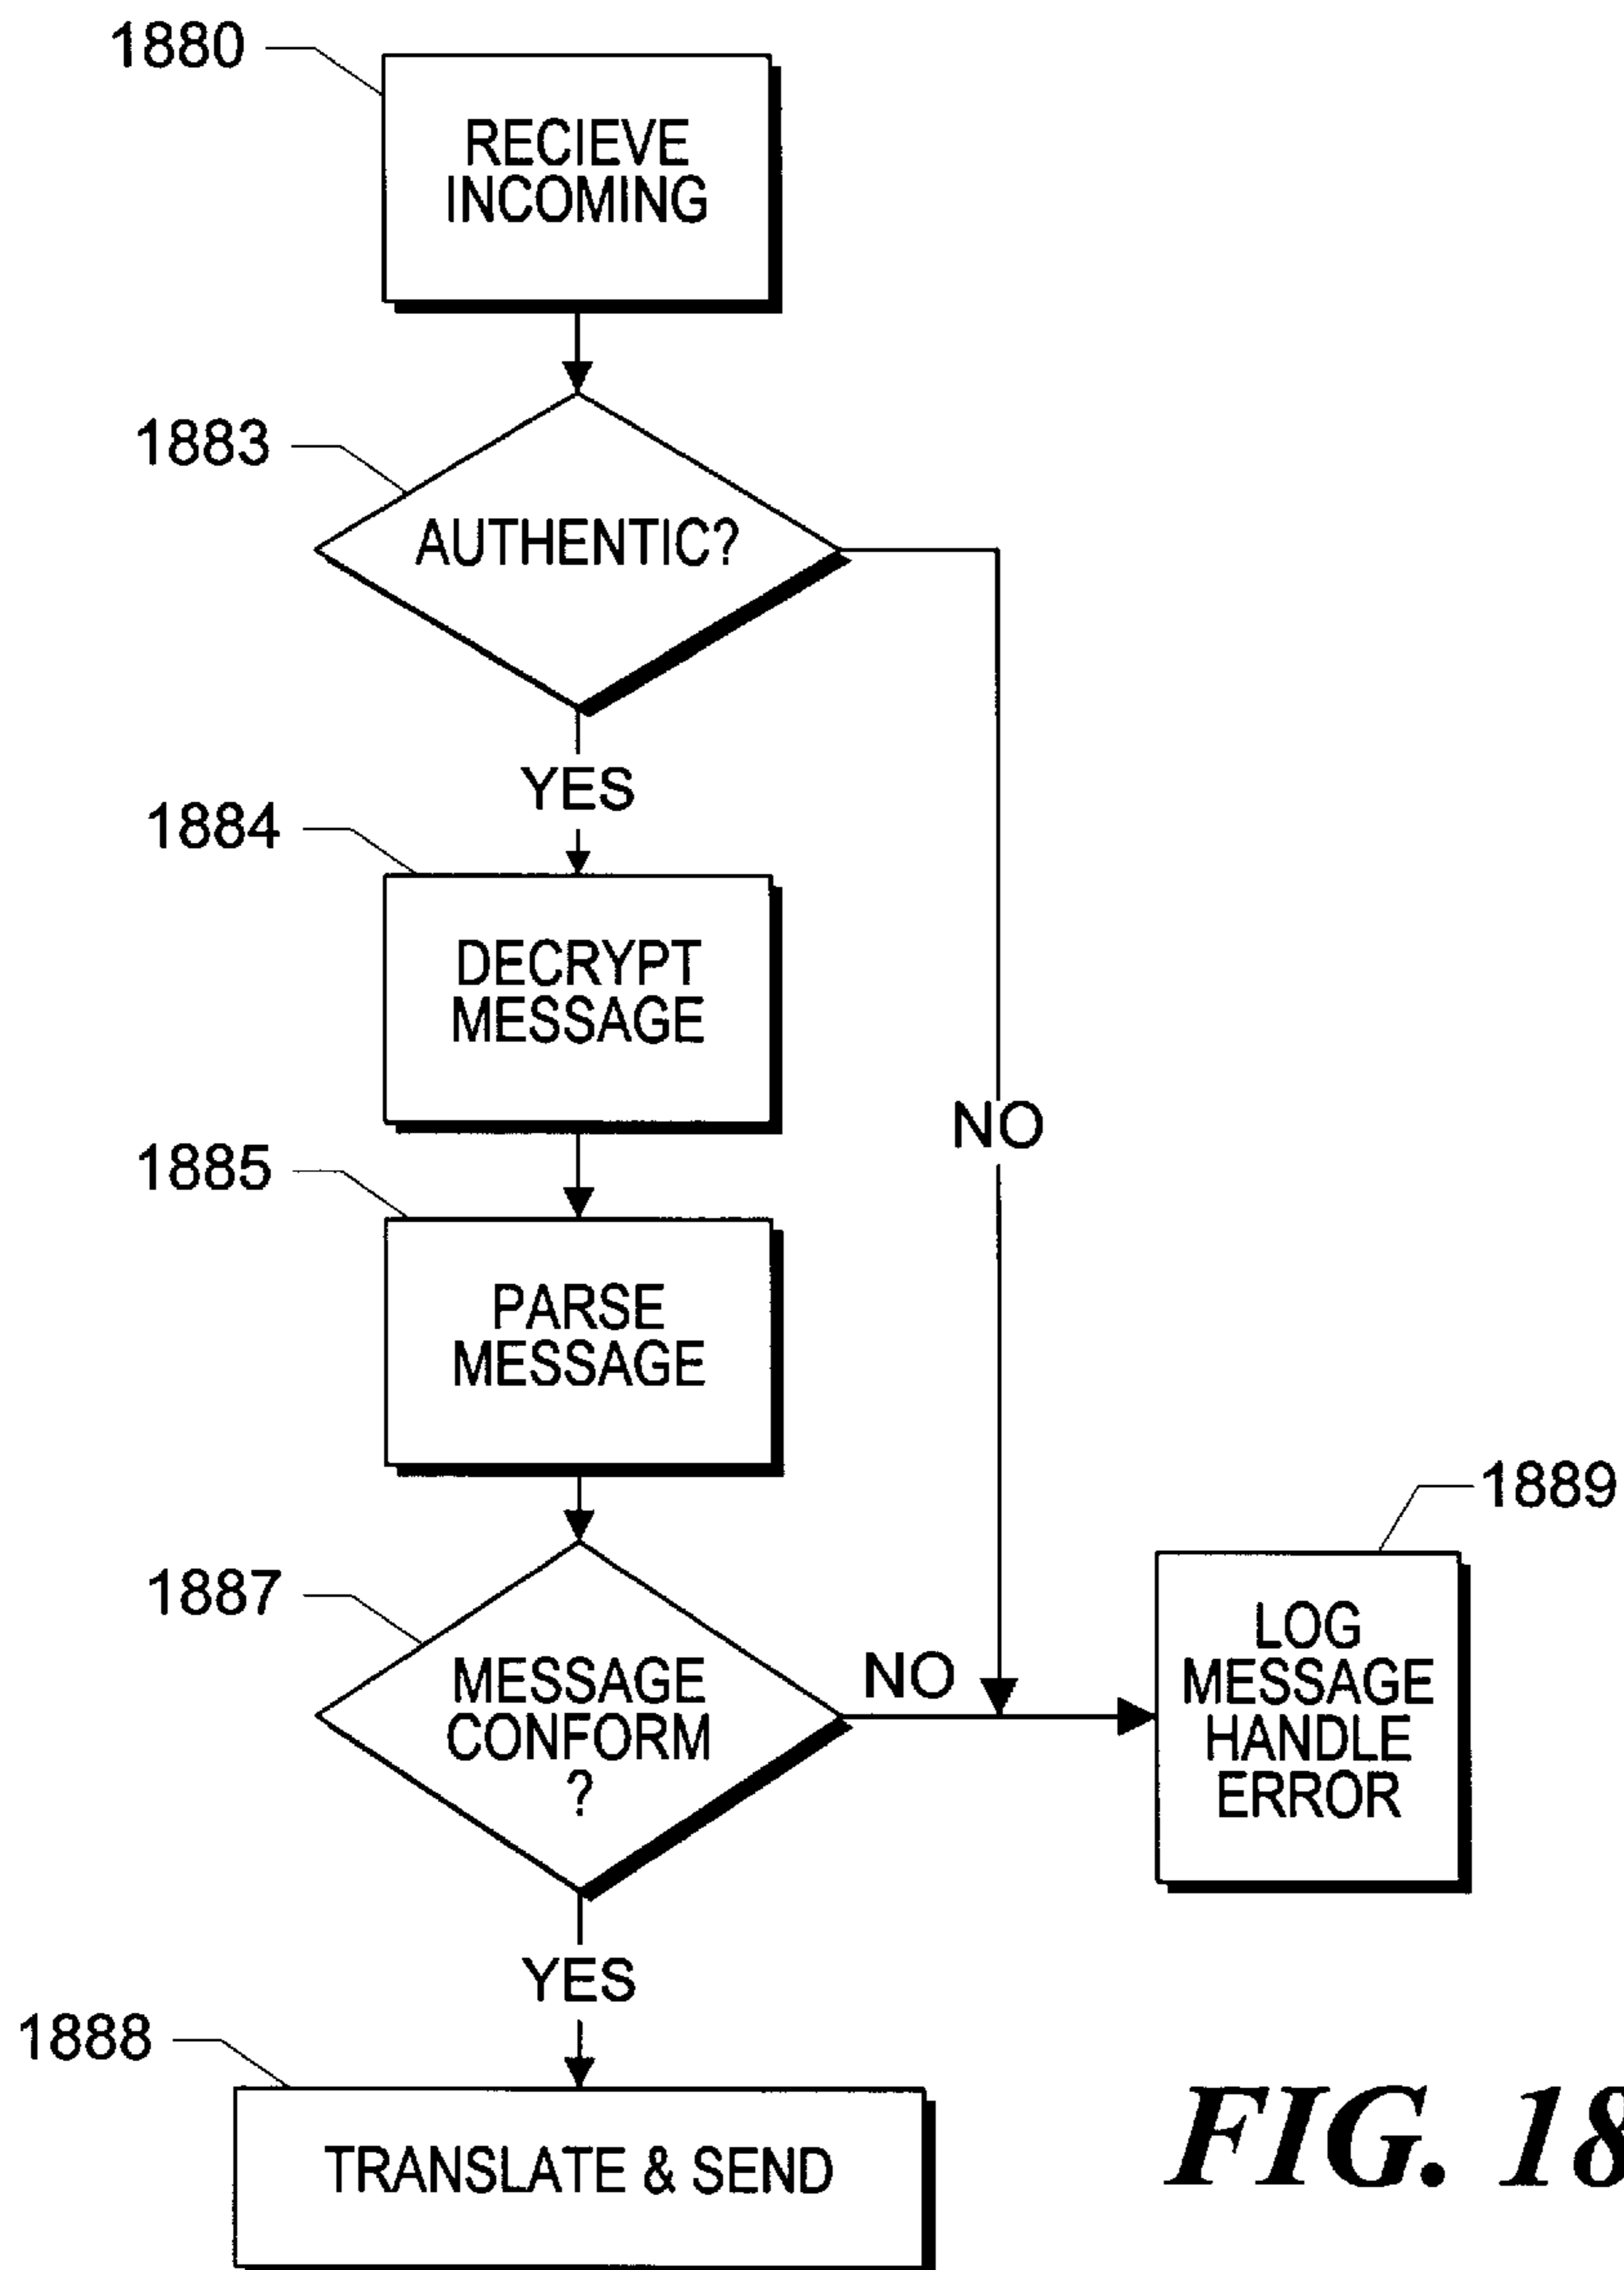 1880
RECIEVE
INCOMING
1883
AUTHENTIC?
YES
1884
DECRYPT
MESSAGE
NO
1885
PARSE
MESSAGE
1889
1887
MESSAGE
CONFORM
?
NO
LOG
MESSAGE
HANDLE
ERROR
YES
1888
TRANSLATE & SEND
FIG. 18